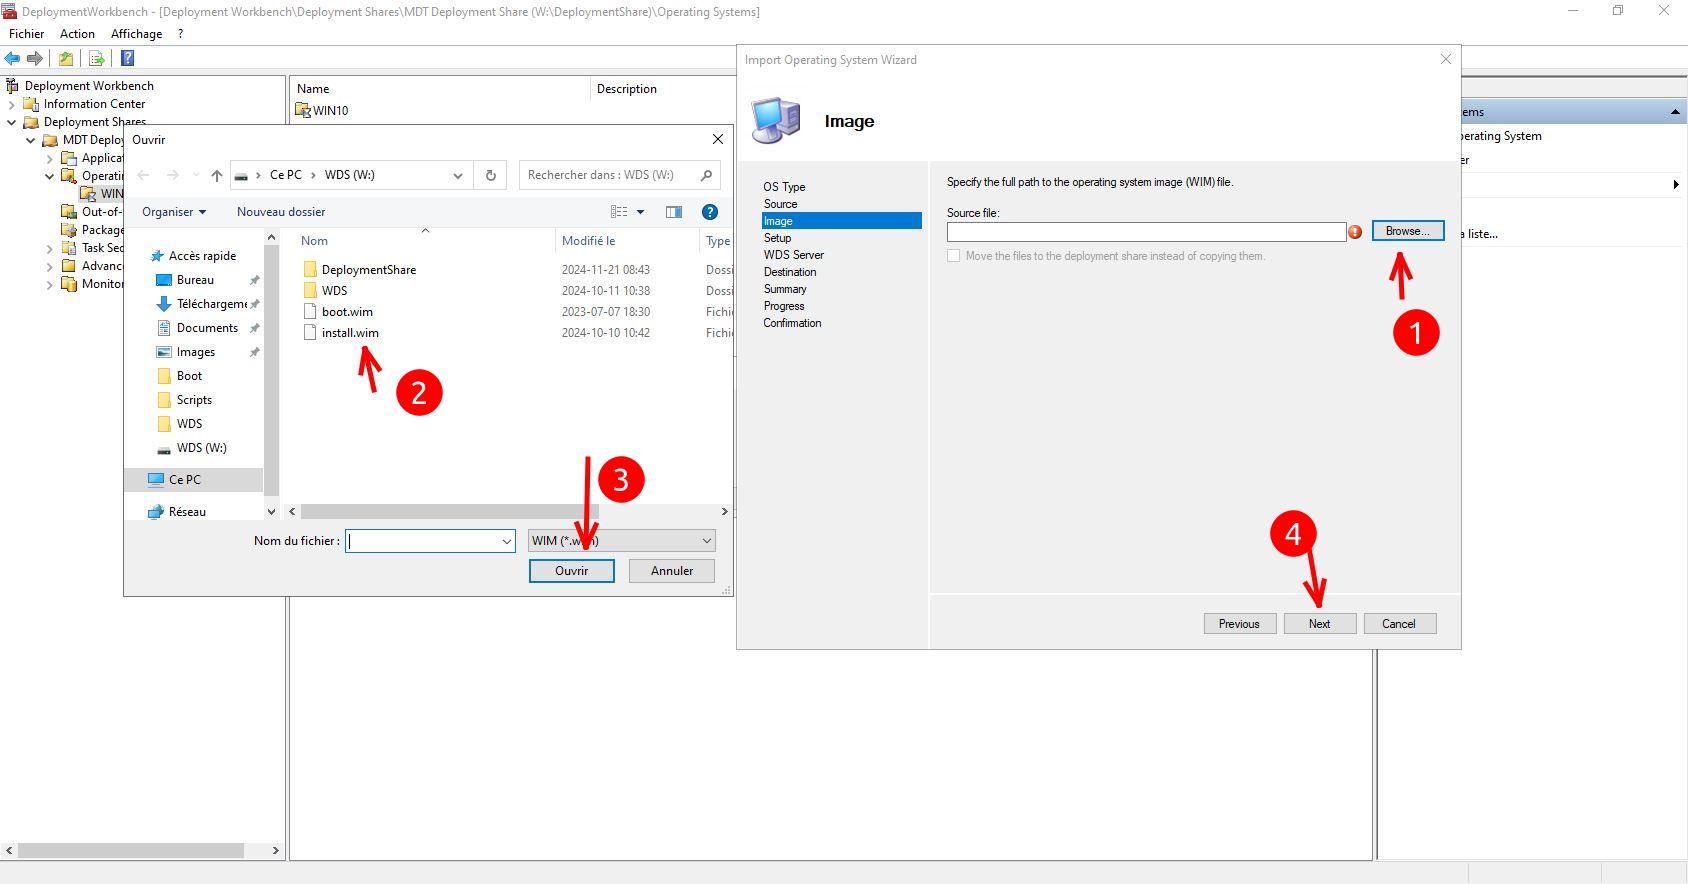 DeploymentWorkbench - [Deployment Workbench\Deployment Shares\MDT Deployment Share (W:\DeploymentShare)\Operating Systems]
Fichier Action Affichage ?
Deployment Workbench
Information Center
Deployment Shares
MDT Deploy
Applicat
Operati
WIN
Out-of-
Package
Task Sec
Advanc
Monitor
Name Description
WIN10
Ouvrir
Ce PC WDS (W:)
Rechercher dans : WDS (W:)
Organiser Nouveau dossier
Accès rapide
Bureau
Téléchargeme
Documents
Images
Boot
Scripts
WDS
WDS (W:)
Ce PC
Réseau
Nom Modifié le Type
DeploymentShare 2024-11-21 08:43 Dossi
WDS 2024-10-11 10:38 Dossi
boot.wim 2023-07-07 18:30 Fichi
install.wim 2024-10-10 10:42 Fichi
2
3
Nom du fichier : WIM (*.wim)
Ouvrir Annuler
Import Operating System Wizard
Image
OS Type
Source
Image
Setup
WDS Server
Destination
Summary
Progress
Confirmation
Specify the full path to the operating system image (WIM) file.
Source file:
Browse...
Move the files to the deployment share instead of copying them.
1
4
Previous Next Cancel
ems
perating System
er
a liste...